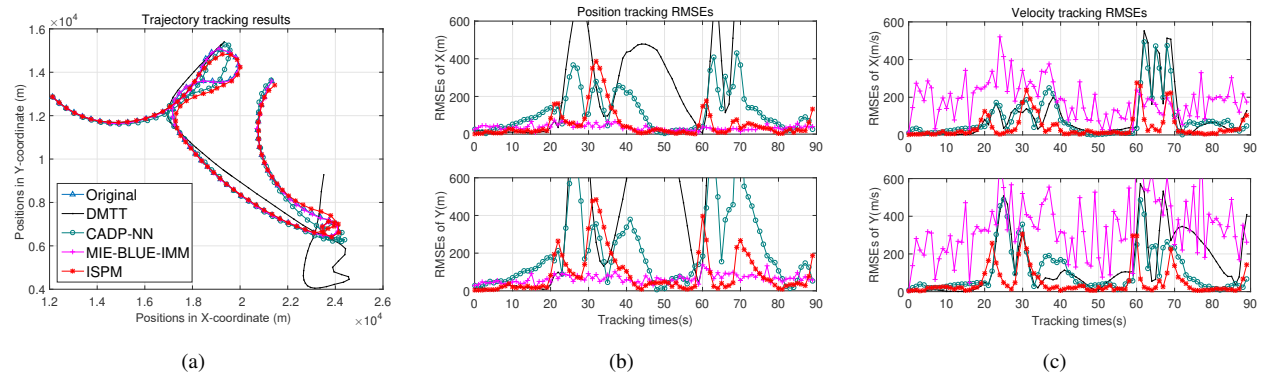 Trajectory tracking results
×10⁴
1.6
1.4
1.2
1
0.8
0.6
0.4
Positions in Y-coordinate (m)
Original
DMTT
CADP-NN
MIE-BLUE-IMM
ISPM
1.2 1.4 1.6 1.8 2 2.2 2.4 2.6
Positions in X-coordinate (m)
×10⁴
(a)
Position tracking RMSEs
RMSEs of X(m)
600
400
200
0
0 10 20 30 40 50 60 70 80 90
RMSEs of Y(m)
600
400
200
0
0 10 20 30 40 50 60 70 80 90
Tracking times(s)
(b)
Velocity tracking RMSEs
RMSEs of X(m/s)
600
400
200
0
0 10 20 30 40 50 60 70 80 90
RMSEs of Y(m/s)
600
400
200
0
0 10 20 30 40 50 60 70 80 90
Tracking times(s)
(c)